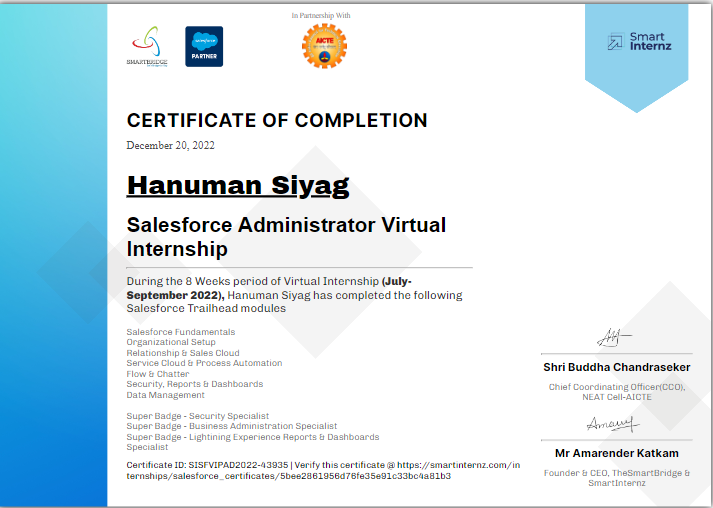 In Partnership With
SMARTBRIDGE
salesforce
PARTNER
AICTE
Smart
Internz
CERTIFICATE OF COMPLETION
December 20, 2022
Hanuman Siyag
Salesforce Administrator Virtual
Internship
During the 8 Weeks period of Virtual Internship (July-
September 2022), Hanuman Siyag has completed the following
Salesforce Trailhead modules
Salesforce Fundamentals
Organizational Setup
Relationship & Sales Cloud
Service Cloud & Process Automation
Flow & Chatter
Security, Reports & Dashboards
Data Management
Super Badge - Security Specialist
Super Badge - Business Administration Specialist
Super Badge - Lightining Experience Reports & Dashboards
Specialist
Certificate ID: SISFVIPAD2022-43935 | Verify this certificate @ https://smartinternz.com/in
ternships/salesforce_certificates/5bee2861956d76fe35e91c33bc4a81b3
Shri Buddha Chandraseker
Chief Coordinating Officer(CCO),
NEAT Cell-AICTE
Mr Amarender Katkam
Founder & CEO, TheSmartBridge &
SmartInternz